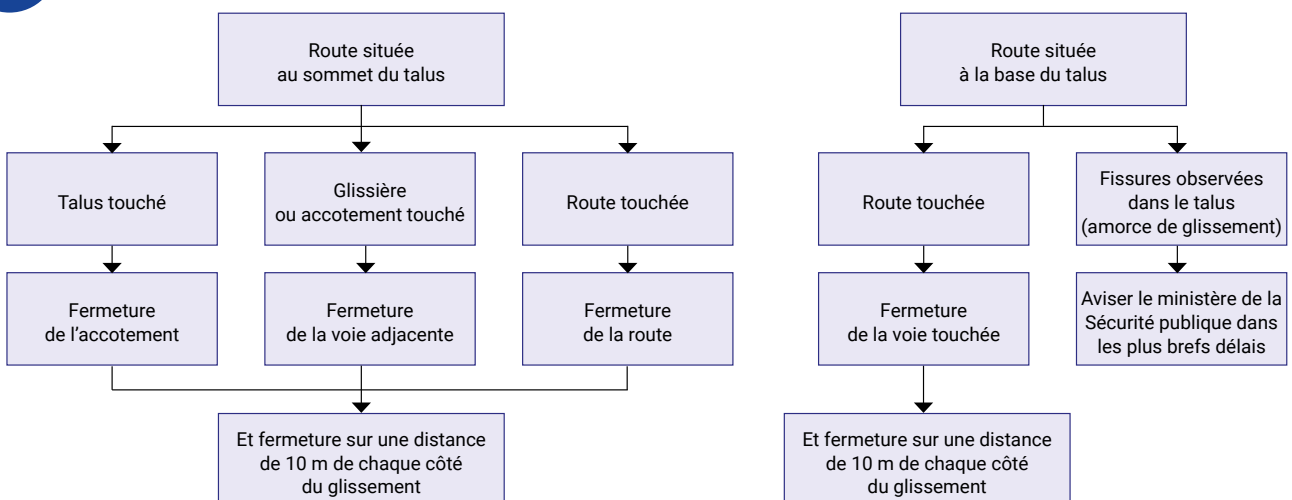 Route située
au sommet du talus
Talus touché
Glissière
ou accotement touché
Route touchée
Fermeture
de l'accotement
Fermeture
de la voie adjacente
Fermeture
de la route
Et fermeture sur une distance
de 10 m de chaque côté
du glissement
Route située
à la base du talus
Route touchée
Fissures observées
dans le talus
(amorce de glissement)
Fermeture
de la voie touchée
Aviser le ministère de la
Sécurité publique dans
les plus brefs délais
Et fermeture sur une distance
de 10 m de chaque côté
du glissement